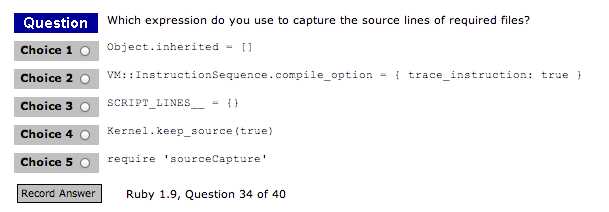 Question Which expression do you use to capture the source lines of required files?
Choice 1 Object.inherited = []
Choice 2 VM::InstructionSequence.compile_option = { trace_instruction: true }
Choice 3 SCRIPT_LINES__ = {}
Choice 4 Kernel.keep_source(true)
Choice 5 require 'sourceCapture'
Record Answer Ruby 1.9, Question 34 of 40